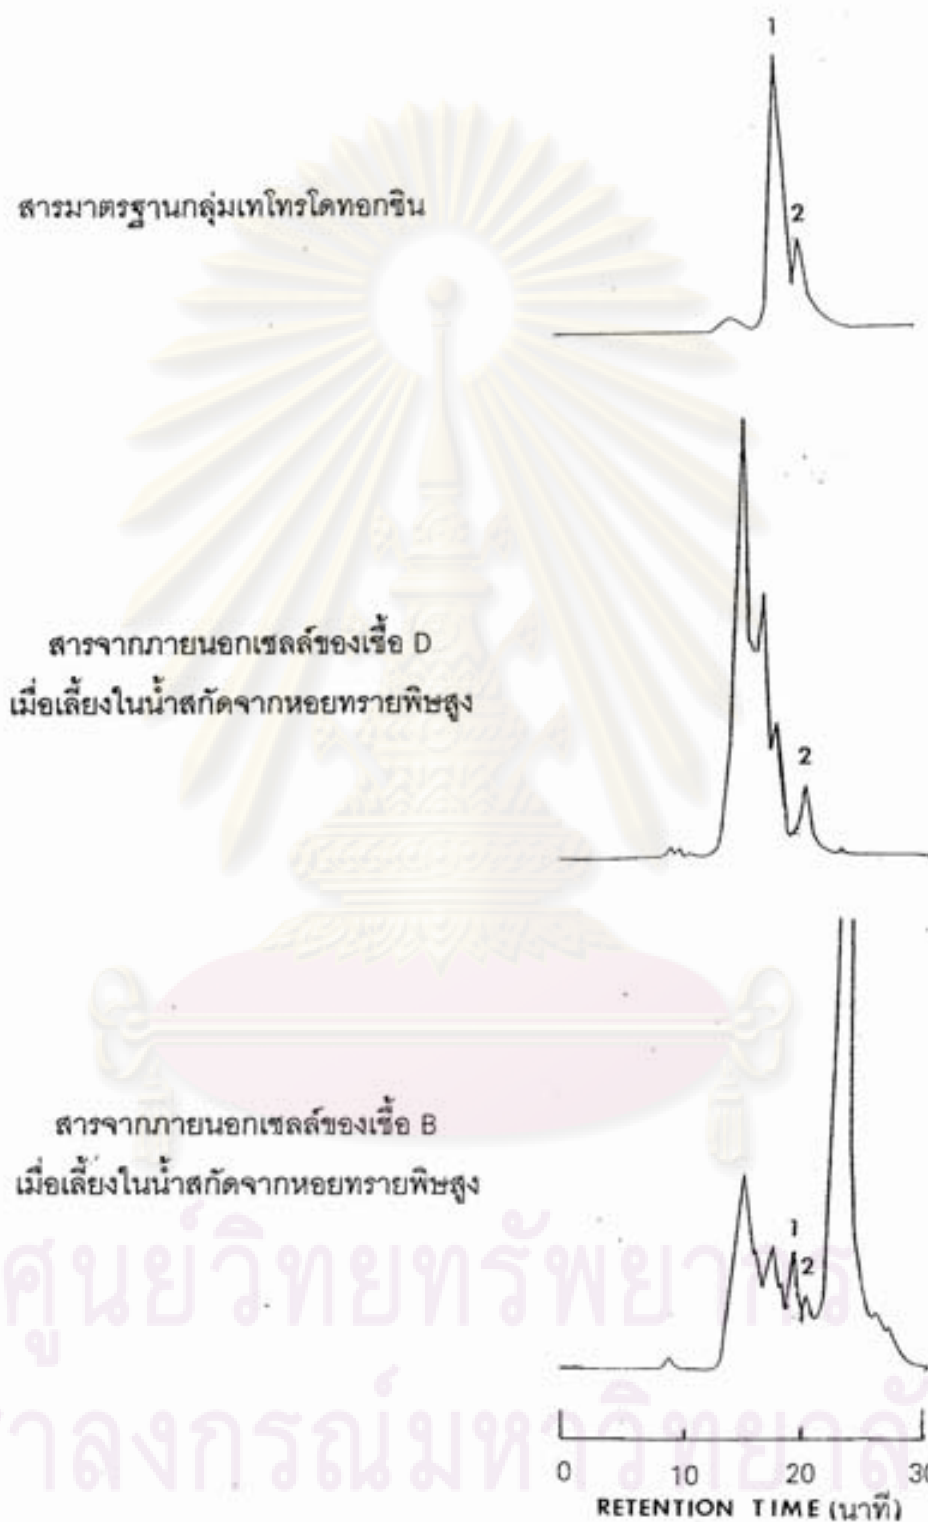 1
2
สารมาตรฐานกลุ่มเทโทรโดทอกซิน
สารจากภายนอกเซลล์ของเชื้อ D
เมื่อเลี้ยงในน้ำสกัดจากหอยทรายพิษสูง
2
สารจากภายนอกเซลล์ของเชื้อ B
เมื่อเลี้ยงในน้ำสกัดจากหอยทรายพิษสูง
1
2
ศูนย์วิทยทรัพยากร
าลงกรณ์มหาวิทยาลั
0 10 20 30
RETENTION TIME (นาที)